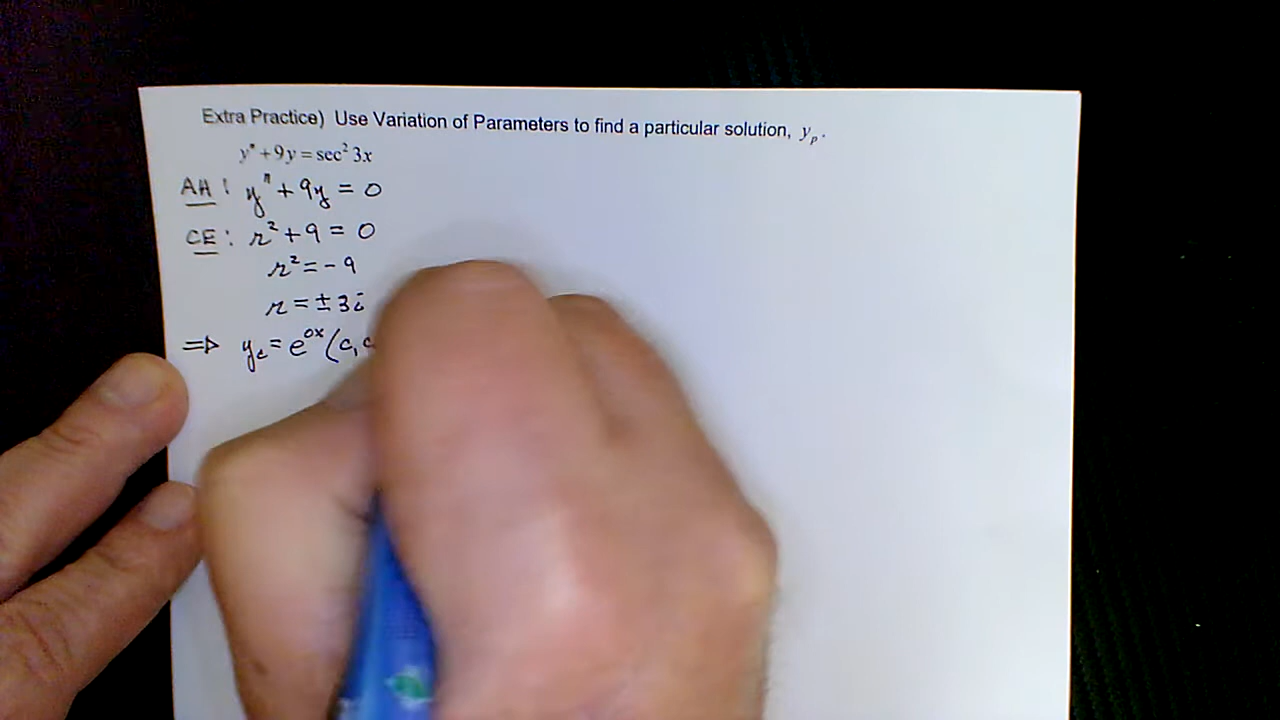 Extra Practice) Use Variation of Parameters to find a particular solution, yₚ.
y" + 9y = sec² 3x
AH: y" + 9y = 0
CE: r² + 9 = 0
r² = -9
r = ± 3i
⇒ y_c = e^{0x} (c₁